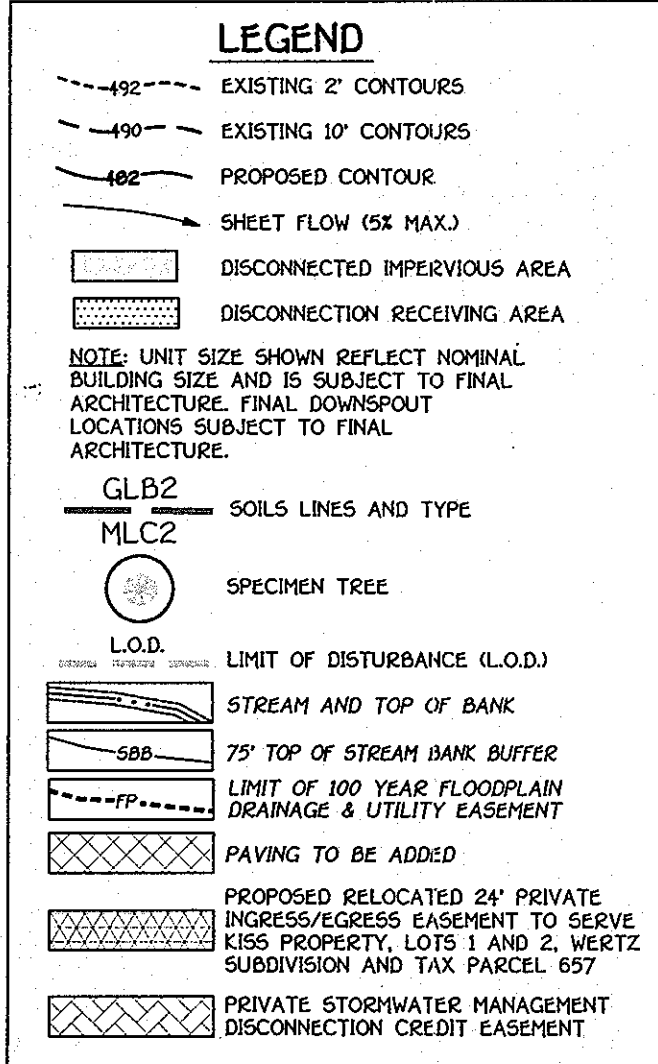 LEGEND
492 EXISTING 2' CONTOURS
490 EXISTING 10' CONTOURS
482 PROPOSED CONTOUR
SHEET FLOW (5% MAX.)
DISCONNECTED IMPERVIOUS AREA
DISCONNECTION RECEIVING AREA
NOTE: UNIT SIZE SHOWN REFLECT NOMINAL
BUILDING SIZE AND IS SUBJECT TO FINAL
ARCHITECTURE. FINAL DOWNSPOUT
LOCATIONS SUBJECT TO FINAL
ARCHITECTURE.
GLB2
SOILS LINES AND TYPE
MLC2
SPECIMEN TREE
L.O.D.
LIMIT OF DISTURBANCE (L.O.D.)
STREAM AND TOP OF BANK
SBB 75' TOP OF STREAM BANK BUFFER
FP LIMIT OF 100 YEAR FLOODPLAIN
DRAINAGE & UTILITY EASEMENT
PAVING TO BE ADDED
PROPOSED RELOCATED 24' PRIVATE
INGRESS/EGRESS EASEMENT TO SERVE
KISS PROPERTY, LOTS 1 AND 2, WERTZ
SUBDIVISION AND TAX PARCEL 657
PRIVATE STORMWATER MANAGEMENT
DISCONNECTION CREDIT EASEMENT